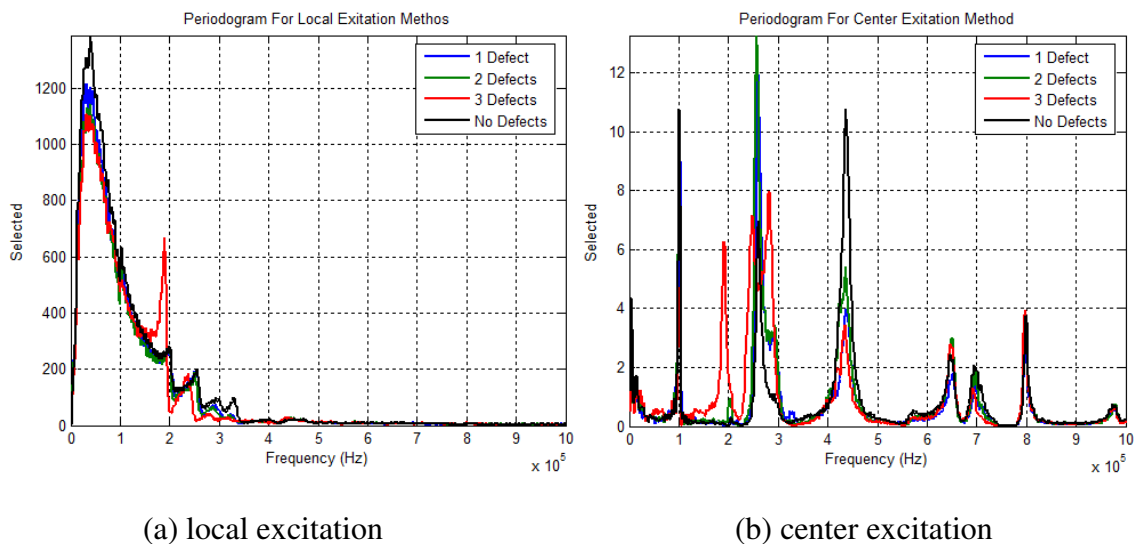 Periodogram For Local Exitation Methos
Selected
1200
1000
800
600
400
200
0
1 Defect
2 Defects
3 Defects
No Defects
0 1 2 3 4 5 6 7 8 9 10
Frequency (Hz)
x 10^5
(a) local excitation
Periodogram For Center Exitation Method
Selected
12
10
8
6
4
2
0
1 Defect
2 Defects
3 Defects
No Defects
0 1 2 3 4 5 6 7 8 9 10
Frequency (Hz)
x 10^5
(b) center excitation